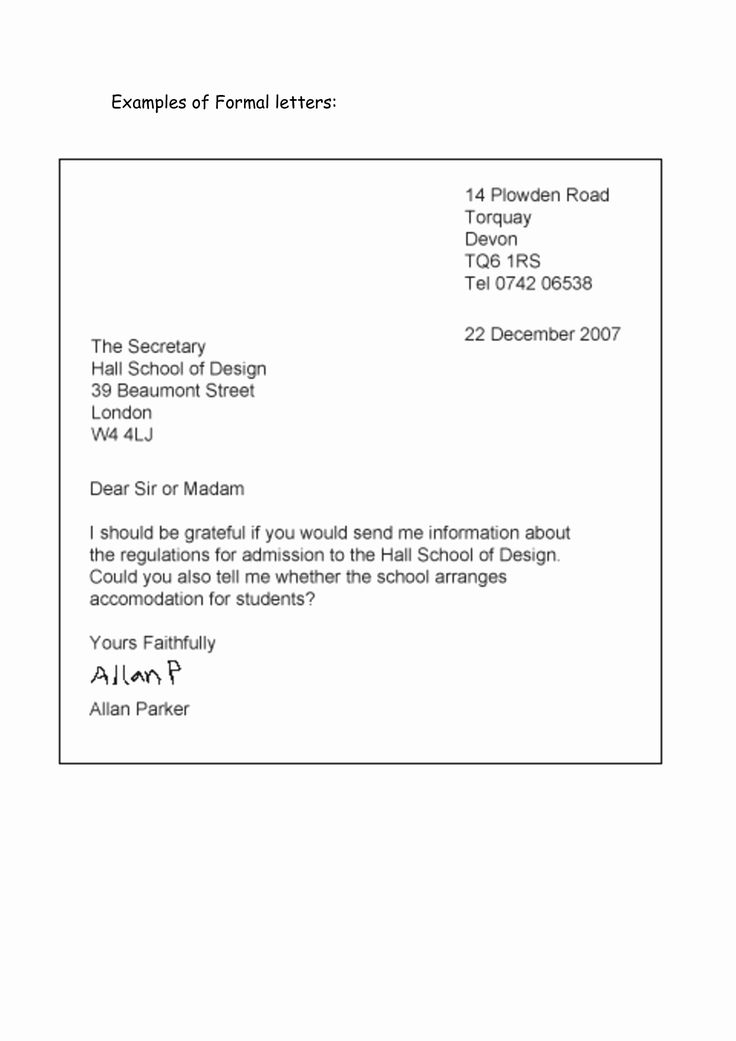 Examples of Formal letters:
14 Plowden Road
Torquay
Devon
TQ6 1RS
Tel 0742 06538
22 December 2007
The Secretary
Hall School of Design
39 Beaumont Street
London
W4 4LJ
Dear Sir or Madam
I should be grateful if you would send me information about
the regulations for admission to the Hall School of Design.
Could you also tell me whether the school arranges
accomodation for students?
Yours Faithfully
Allan P
Allan Parker